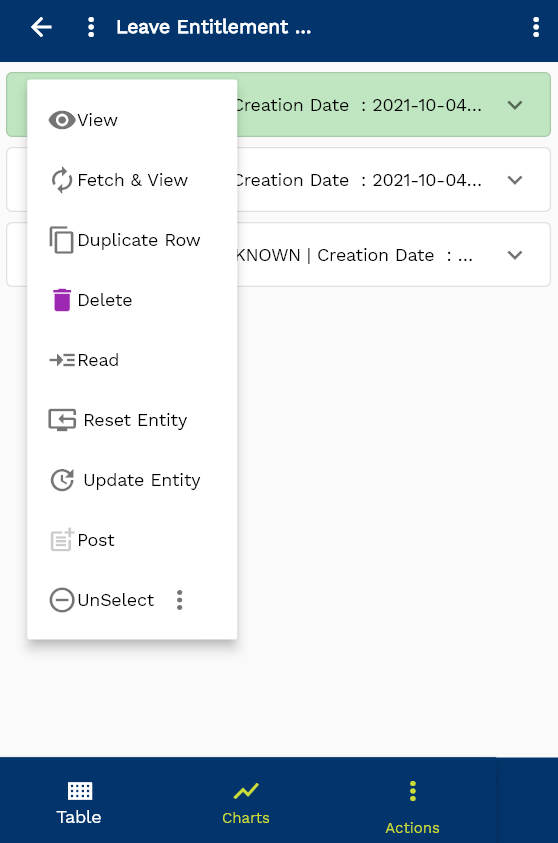 Leave Entitlement ...
Creation Date : 2021-10-04...
Creation Date : 2021-10-04...
KNOWN | Creation Date : ...
View
Fetch & View
Duplicate Row
Delete
Read
Reset Entity
Update Entity
Post
UnSelect
Table
Charts
Actions